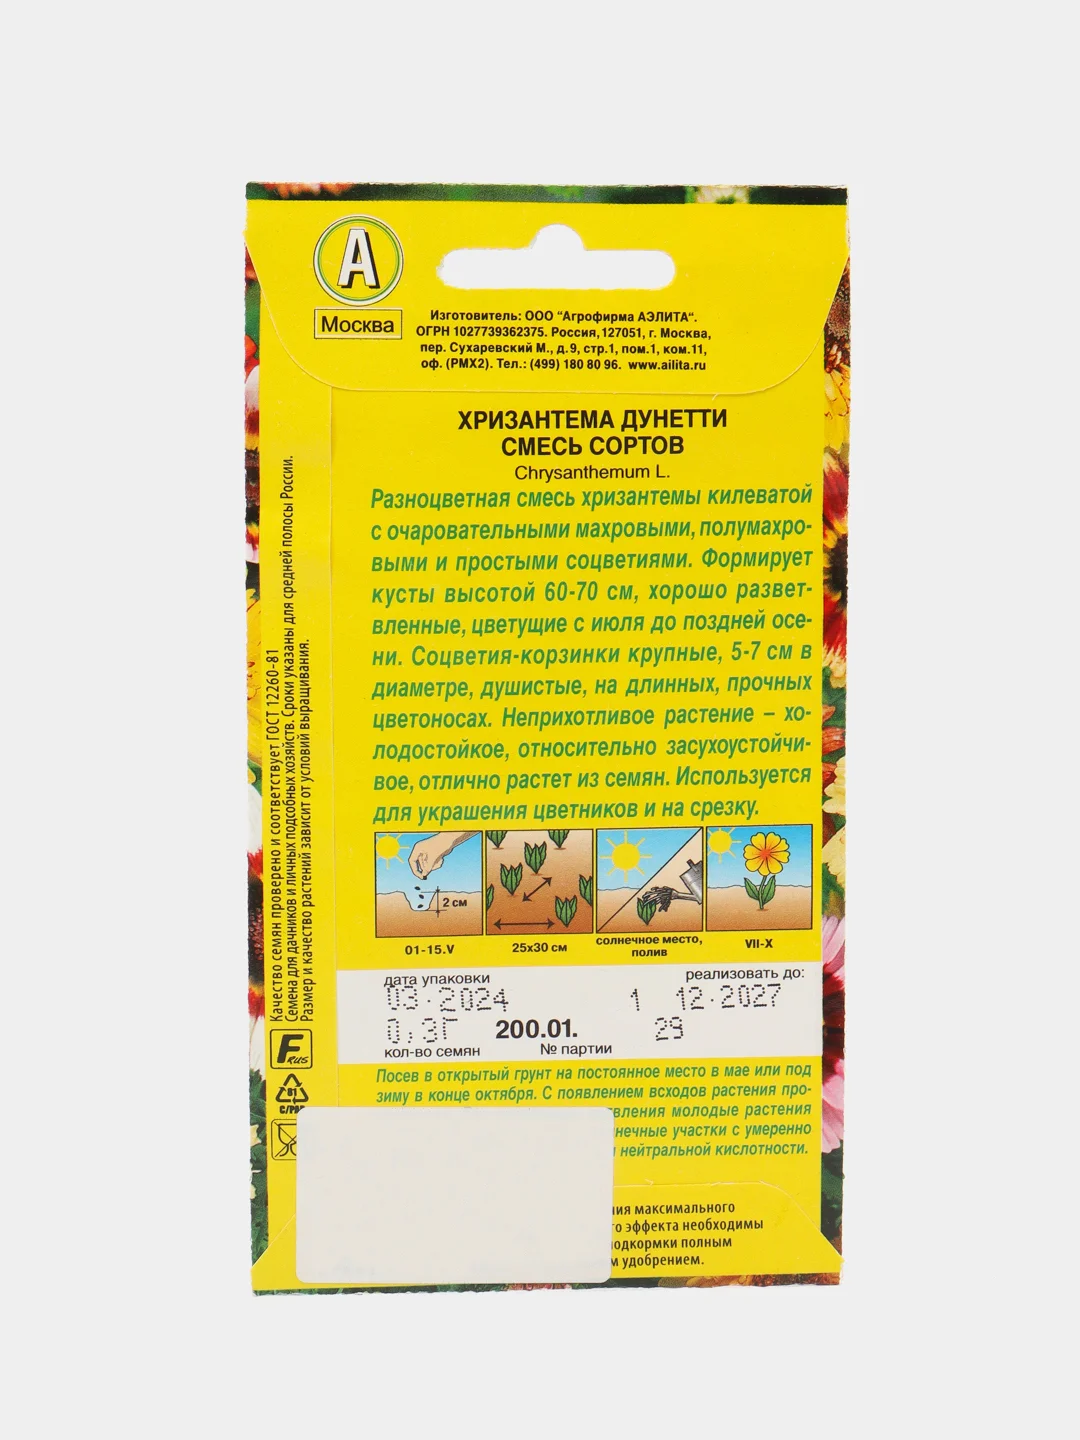 А
Москва
Изготовитель: ООО "Агрофирма АЭЛИТА".
ОГРН 1027739362375. Россия, 127051, г. Москва,
пер. Сухаревский М., д.9, стр.1, пом.1, ком.11,
оф. (РМХ2). Тел.: (499) 180 80 96. www.ailita.ru
ХРИЗАНТЕМА ДУНЕТТИ
СМЕСЬ СОРТОВ
Chrysanthemum L.
Разноцветная смесь хризантемы килеватой
с очаровательными махровыми, полумахро-
выми и простыми соцветиями. Формирует
кусты высотой 60-70 см, хорошо развет-
вленные, цветущие с июля до поздней осе-
ни. Соцветия-корзинки крупные, 5-7 см в
диаметре, душистые, на длинных, прочных
цветоносах. Неприхотливое растение – хо-
лодостойкое, относительно засухоустойчи-
вое, отлично растет из семян. Используется
для украшения цветников и на срезку.
2 см
01-15.V
25x30 см
солнечное место,
полив
VII-X
дата упаковки
реализовать до:
03.2024
1 12.2027
0,3Г
200.01.
29
кол-во семян
№ партии
Посев в открытый грунт на постоянное место в мае или под
зиму в конце октября. С появлением всходов растения про-
вления молодые растения
нечные участки с умеренно
нейтральной кислотности.
ия максимального
о эффекта необходимы
одкормки полным
м удобрением.
Качество семян проверено и соответствует ГОСТ 12260-81
Семена для дачников и личных подсобных хозяйств. Сроки указаны для средней полосы России.
Размер и качество растений зависит от условий выращивания.
F RUS
81
C/PAP